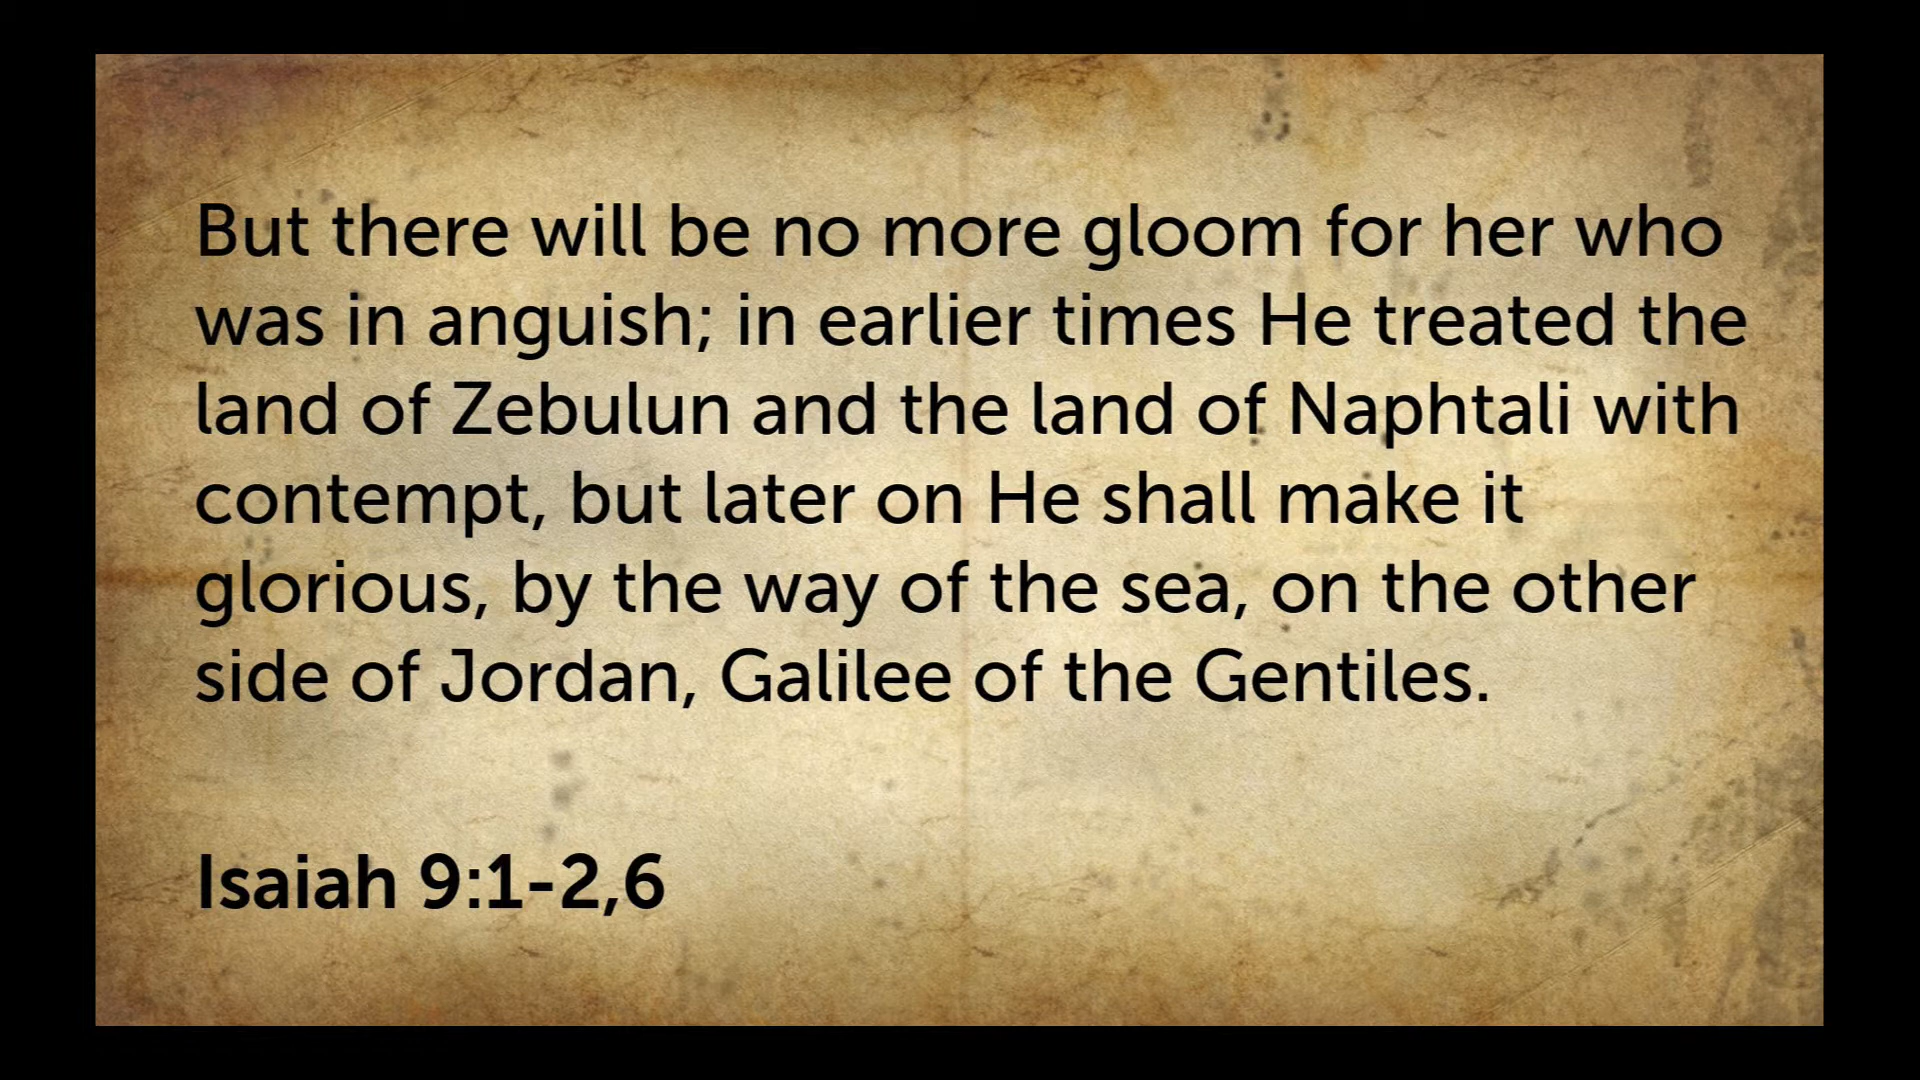 But there will be no more gloom for her who
was in anguish; in earlier times He treated the
land of Zebulun and the land of Naphtali with
contempt, but later on He shall make it
glorious, by the way of the sea, on the other
side of Jordan, Galilee of the Gentiles.
Isaiah 9:1-2,6